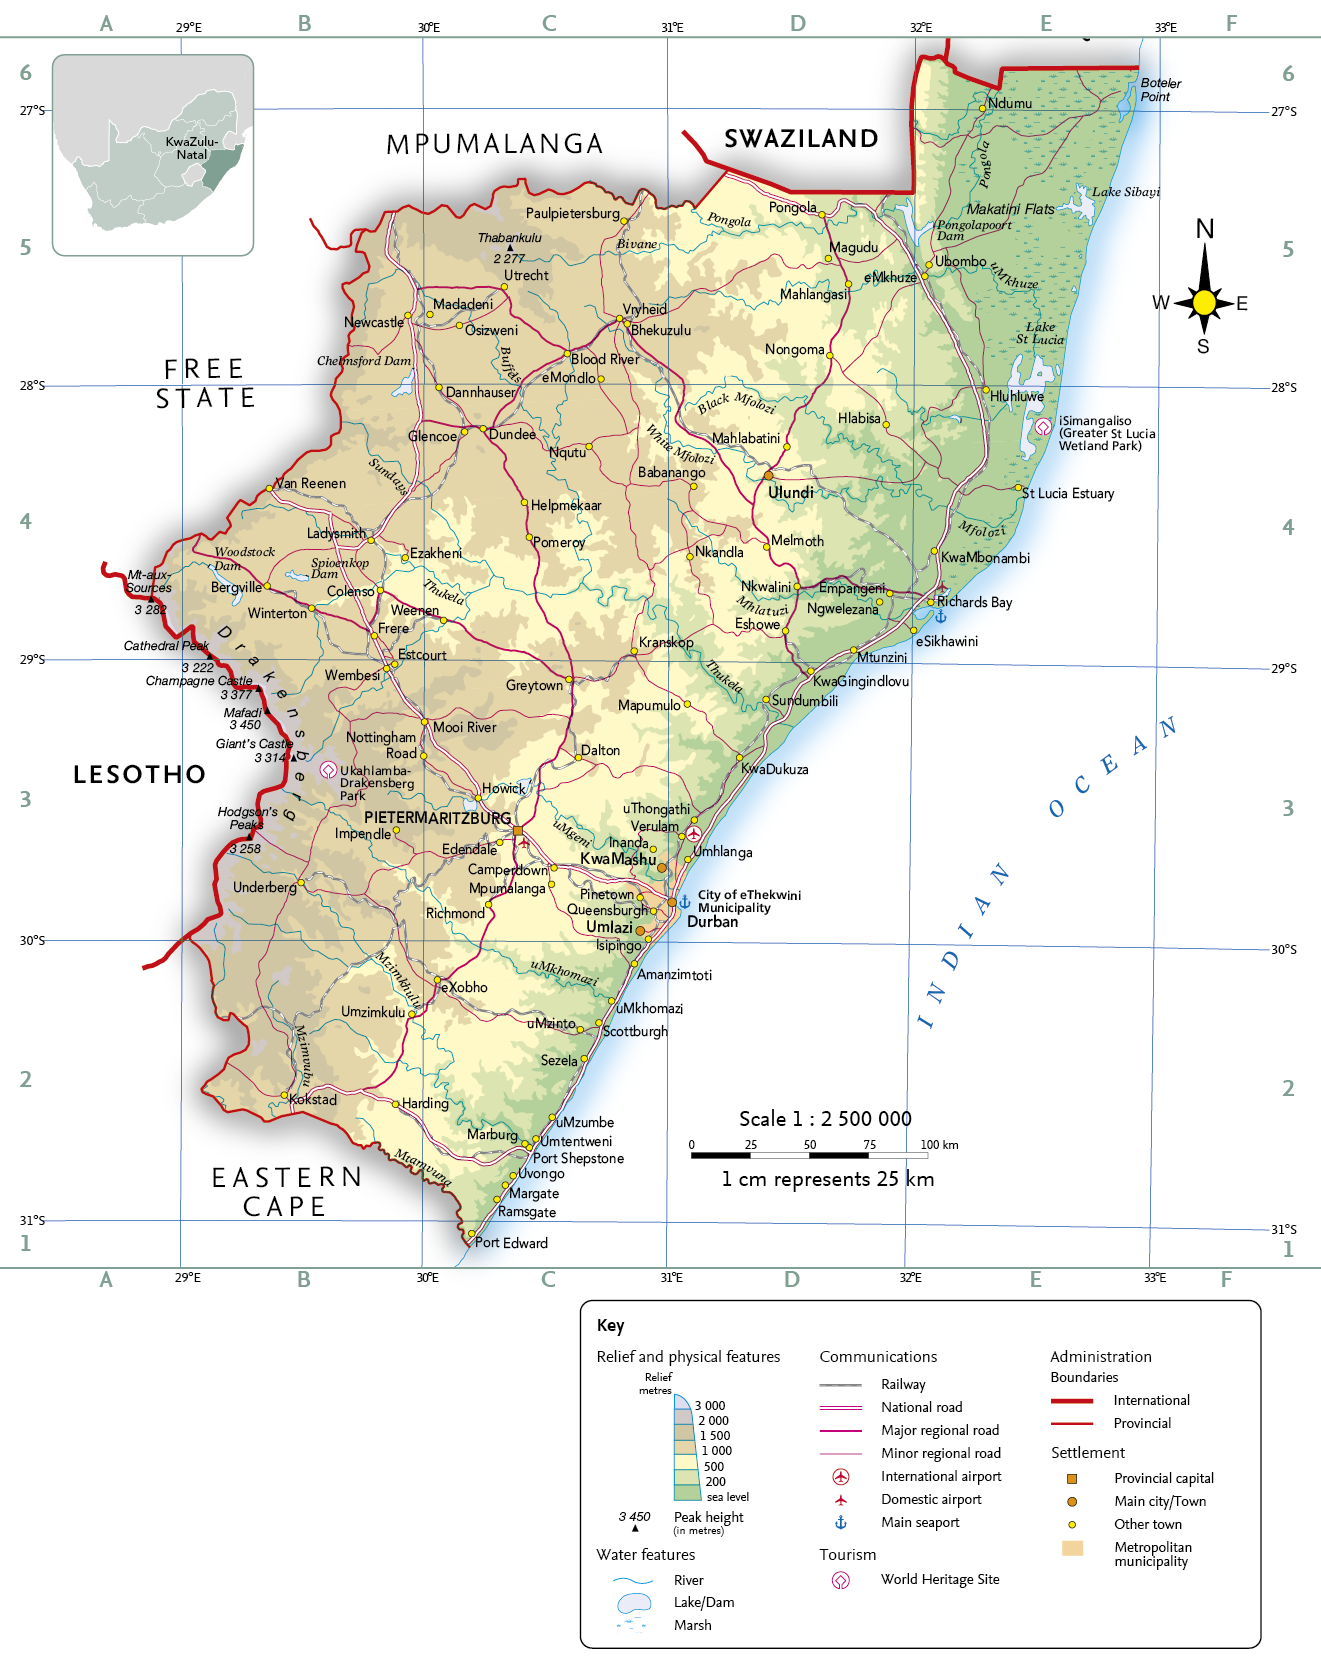 A
B
C
D
E
F
29°E
30°E
31°E
32°E
33°E
6
6
27°S
27°S
KwaZulu-
Natal
MPUMALANGA
SWAZILAND
Boteler
Point
Ndumu
Pongola
Lake Sibayi
Makatini Flats
Pongolapoort
Dam
Paulpietersburg
Pongola
Pongola
5
5
Thabankulu
2 277
Bivane
Magudu
Ubombo
eMkhuze
uMkhuze
Utrecht
Mahlangasi
N
W
E
S
Madadeni
Newcastle
Osizweni
Vryheid
Bhekuzulu
Lake
St Lucia
Chelmsford Dam
Buffels
Blood River
eMondlo
Nongoma
FREE
STATE
28°S
28°S
Dannhauser
Hluhluwe
Black Mfolozi
Hlabisa
iSimangaliso
(Greater St Lucia
Wetland Park)
Glencoe
Dundee
Nqutu
White Mfolozi
Mahlabatini
Babanango
Sundays
Van Reenen
Ulundi
St Lucia Estuary
Helpmekaar
4
4
Ladysmith
Pomeroy
Melmoth
Mfolozi
Woodstock
Dam
Spioenkop
Dam
Ezakheni
Nkandla
KwaMbonambi
Mt-aux-
Sources
3 282
Bergville
Colenso
Thukela
Nkwalini
Empangeni
Winterton
Weenen
Mhlatuzi
Ngwelezana
Richards Bay
Frere
Eshowe
eSikhawini
Drakensberg
Cathedral Peak
3 222
Estcourt
Kranskop
Mtunzini
29°S
29°S
Champagne Castle
3 377
Wembesi
Greytown
Thukela
KwaGingindlovu
Mafadi
3 450
Mapumulo
Sundumbili
Mooi River
Giant's Castle
3 314
Nottingham
Road
Dalton
LESOTHO
Ukahlamba-
Drakensberg
Park
KwaDukuza
INDIAN OCEAN
3
3
Howick
Hodgson's
Peaks
3 258
PIETERMARITZBURG
uMgeni
uThongathi
Verulam
Impendle
Edendale
Inanda
KwaMashu
Umhlanga
Camperdown
Underberg
Mpumalanga
Pinetown
City of eThekwini
Municipality
Richmond
Queensburgh
Durban
Umlazi
30°S
30°S
Isipingo
Mzimkhulu
uMkhomazi
Amanzimtoti
eXobho
Umzimkulu
uMkhomazi
uMzinto
Scottburgh
Mzimvubu
Sezela
2
2
Kokstad
Harding
uMzumbe
Marburg
Umtentweni
Port Shepstone
Mtamvuna
Uvongo
Margate
Ramsgate
EASTERN
CAPE
Scale 1 : 2 500 000
0
25
50
75
100 km
1 cm represents 25 km
31°S
31°S
1
1
Port Edward
A
B
C
D
E
F
29°E
30°E
31°E
32°E
33°E
Key
Relief and physical features
Relief
metres
3 000
2 000
1 500
1 000
500
200
sea level
3 450
Peak height
(in metres)
Water features
River
Lake/Dam
Marsh
Communications
Railway
National road
Major regional road
Minor regional road
International airport
Domestic airport
Main seaport
Tourism
World Heritage Site
Administration
Boundaries
International
Provincial
Settlement
Provincial capital
Main city/Town
Other town
Metropolitan
municipality